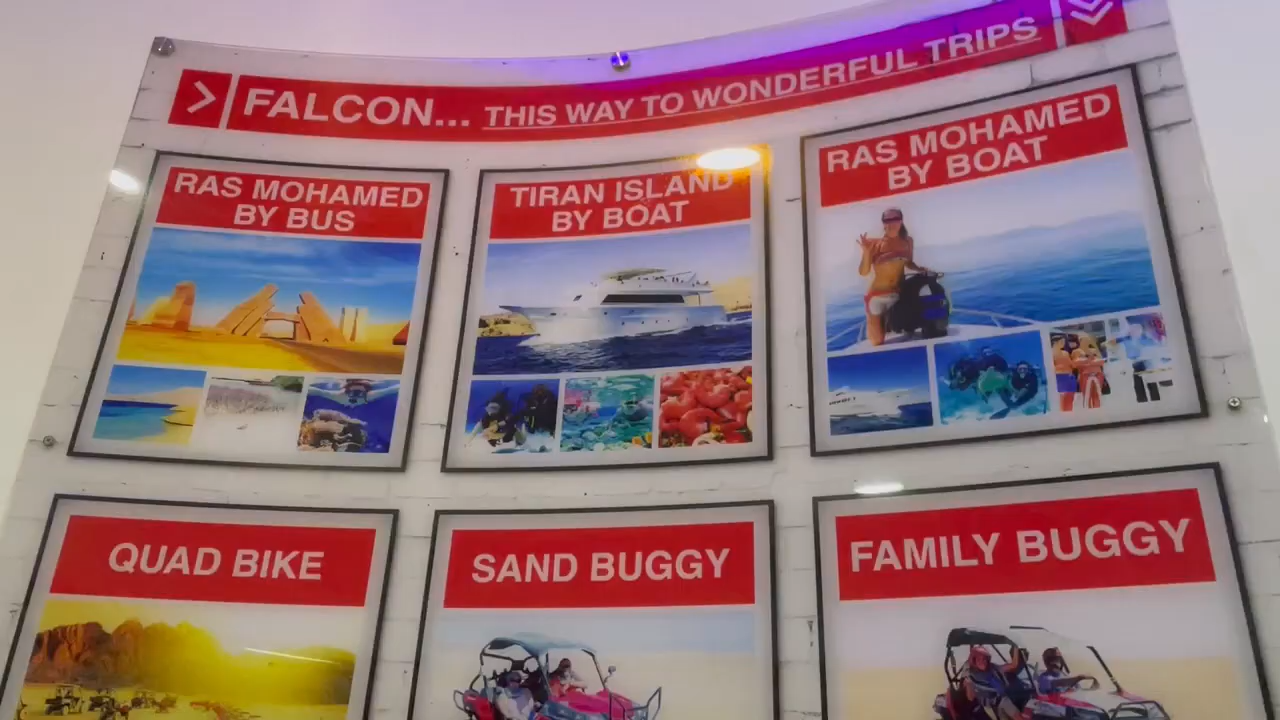 FALCON... THIS WAY TO WONDERFUL TRIPS
RAS MOHAMED
BY BUS
TIRAN ISLAND
BY BOAT
RAS MOHAMED
BY BOAT
QUAD BIKE
SAND BUGGY
FAMILY BUGGY